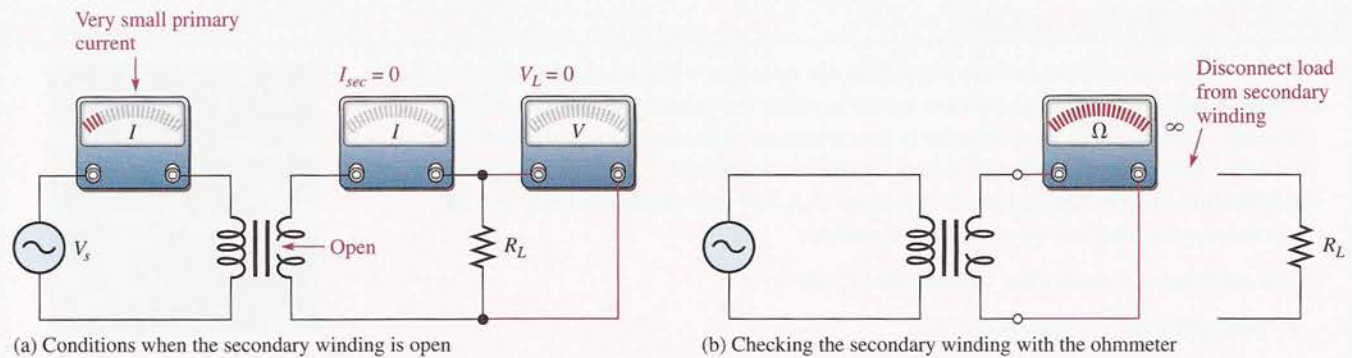 Very small primary
current
I
I_sec = 0
I
V_L = 0
V
V_s
Open
R_L
(a) Conditions when the secondary winding is open
Ω
∞
Disconnect load
from secondary
winding
R_L
(b) Checking the secondary winding with the ohmmeter